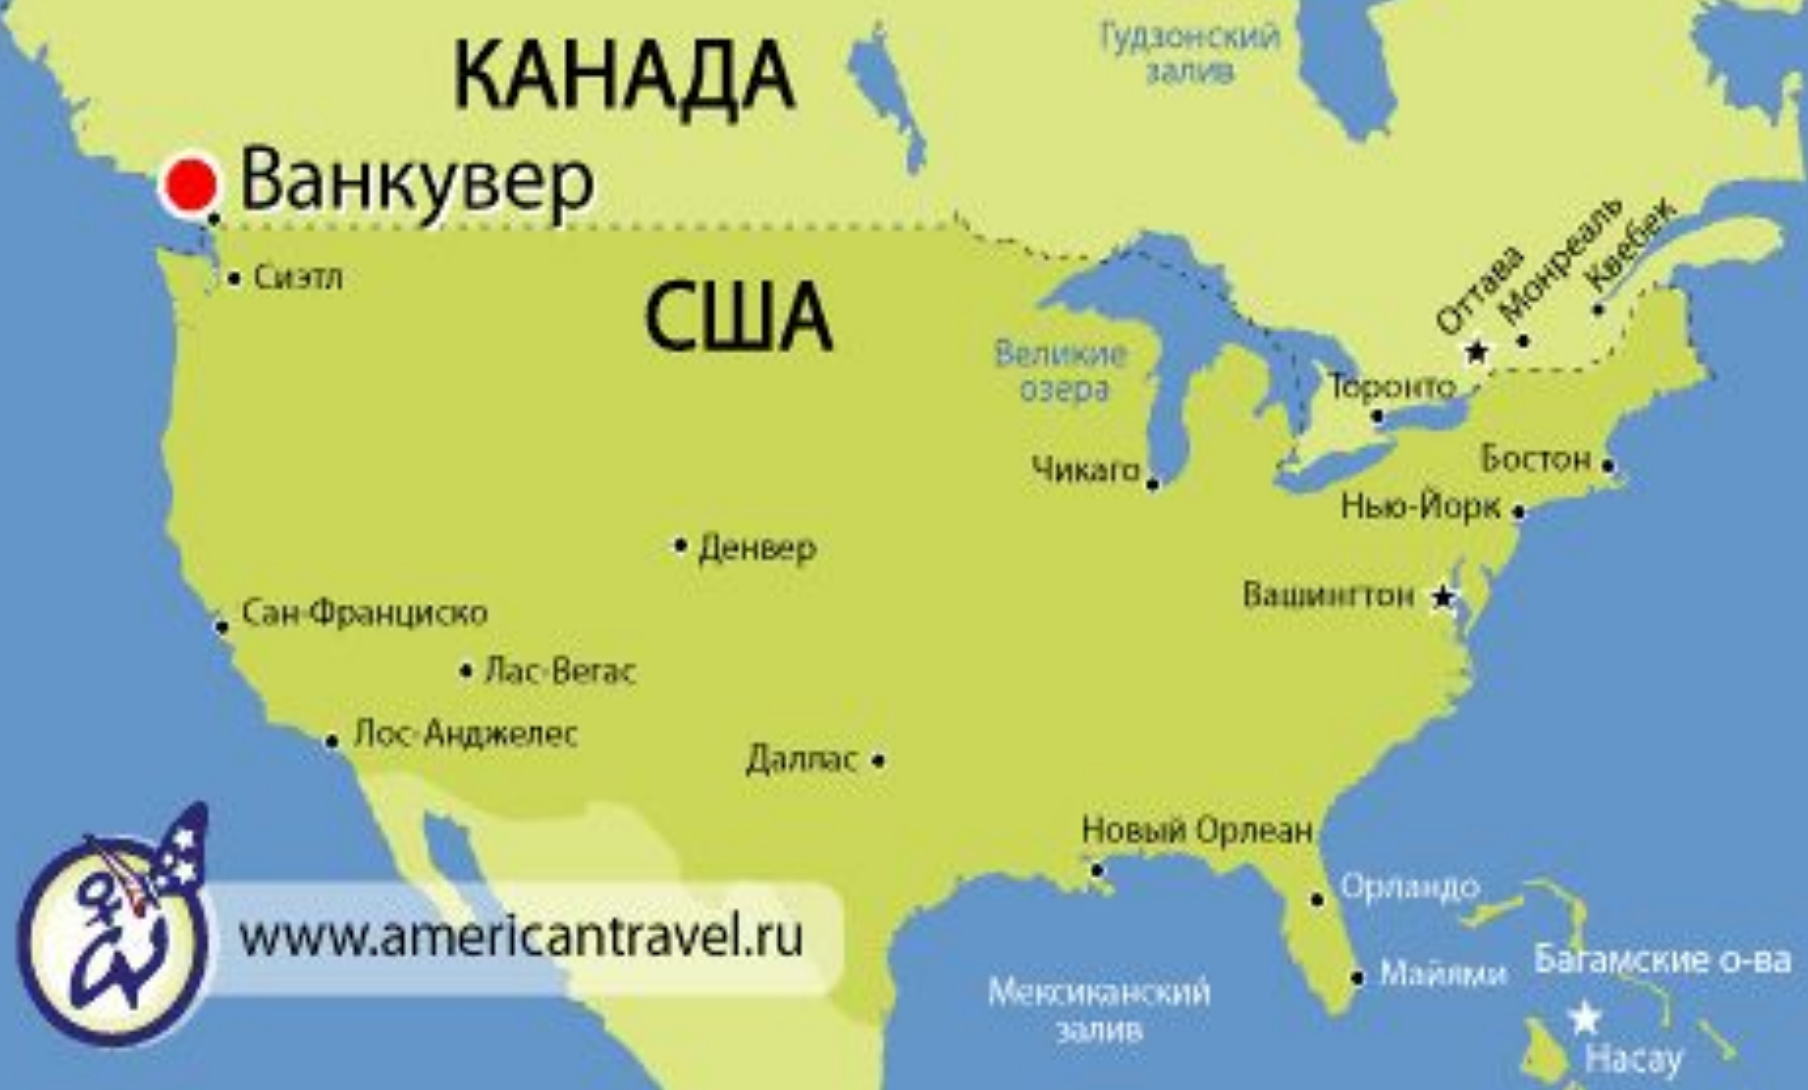 КАНАДА
Гудзонский
залив
Ванкувер
Сиэтл
США
Великие
озера
Оттава
Монреаль
Квебек
Торонто
Чикаго
Бостон
Нью-Йорк
Денвер
Вашингтон
Сан-Франциско
Лас-Вегас
Лос-Анджелес
Даллас
Новый Орлеан
Орландо
www.americantravel.ru
Багамские о-ва
Майями
Мексиканский
залив
Насау